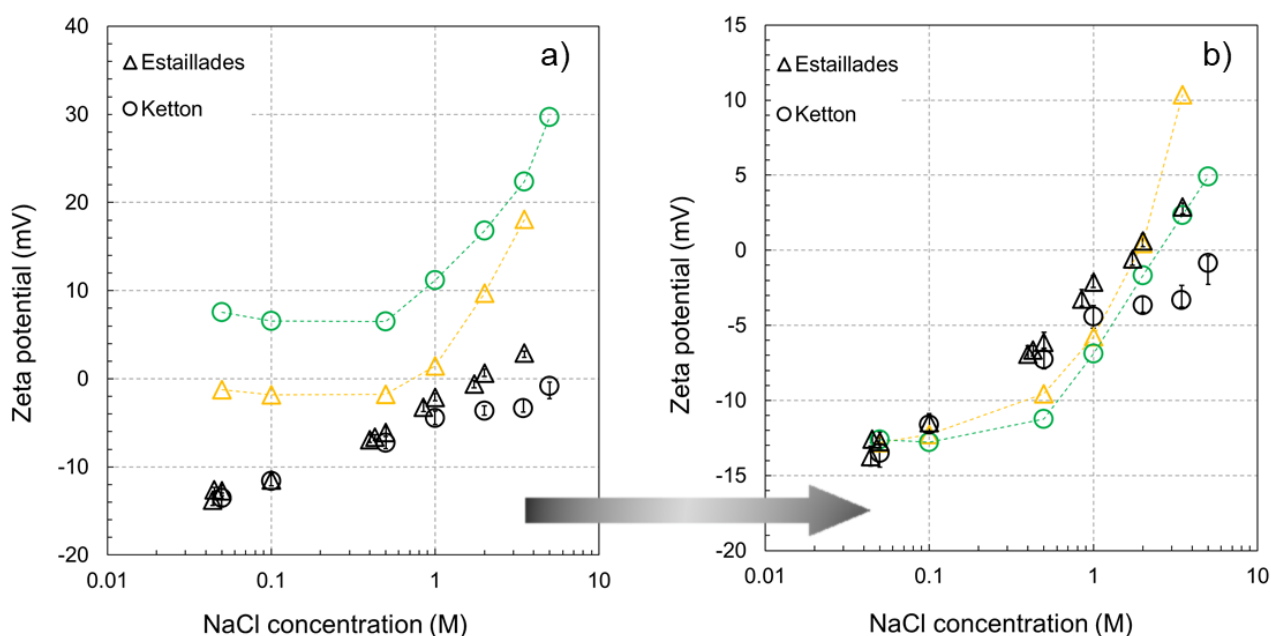 a)
Estaillades
Ketton
40
30
20
10
0
-10
-20
0.01
0.1
1
10
Zeta potential (mV)
NaCl concentration (M)
b)
Estaillades
Ketton
15
10
5
0
-5
-10
-15
-20
0.01
0.1
1
10
Zeta potential (mV)
NaCl concentration (M)